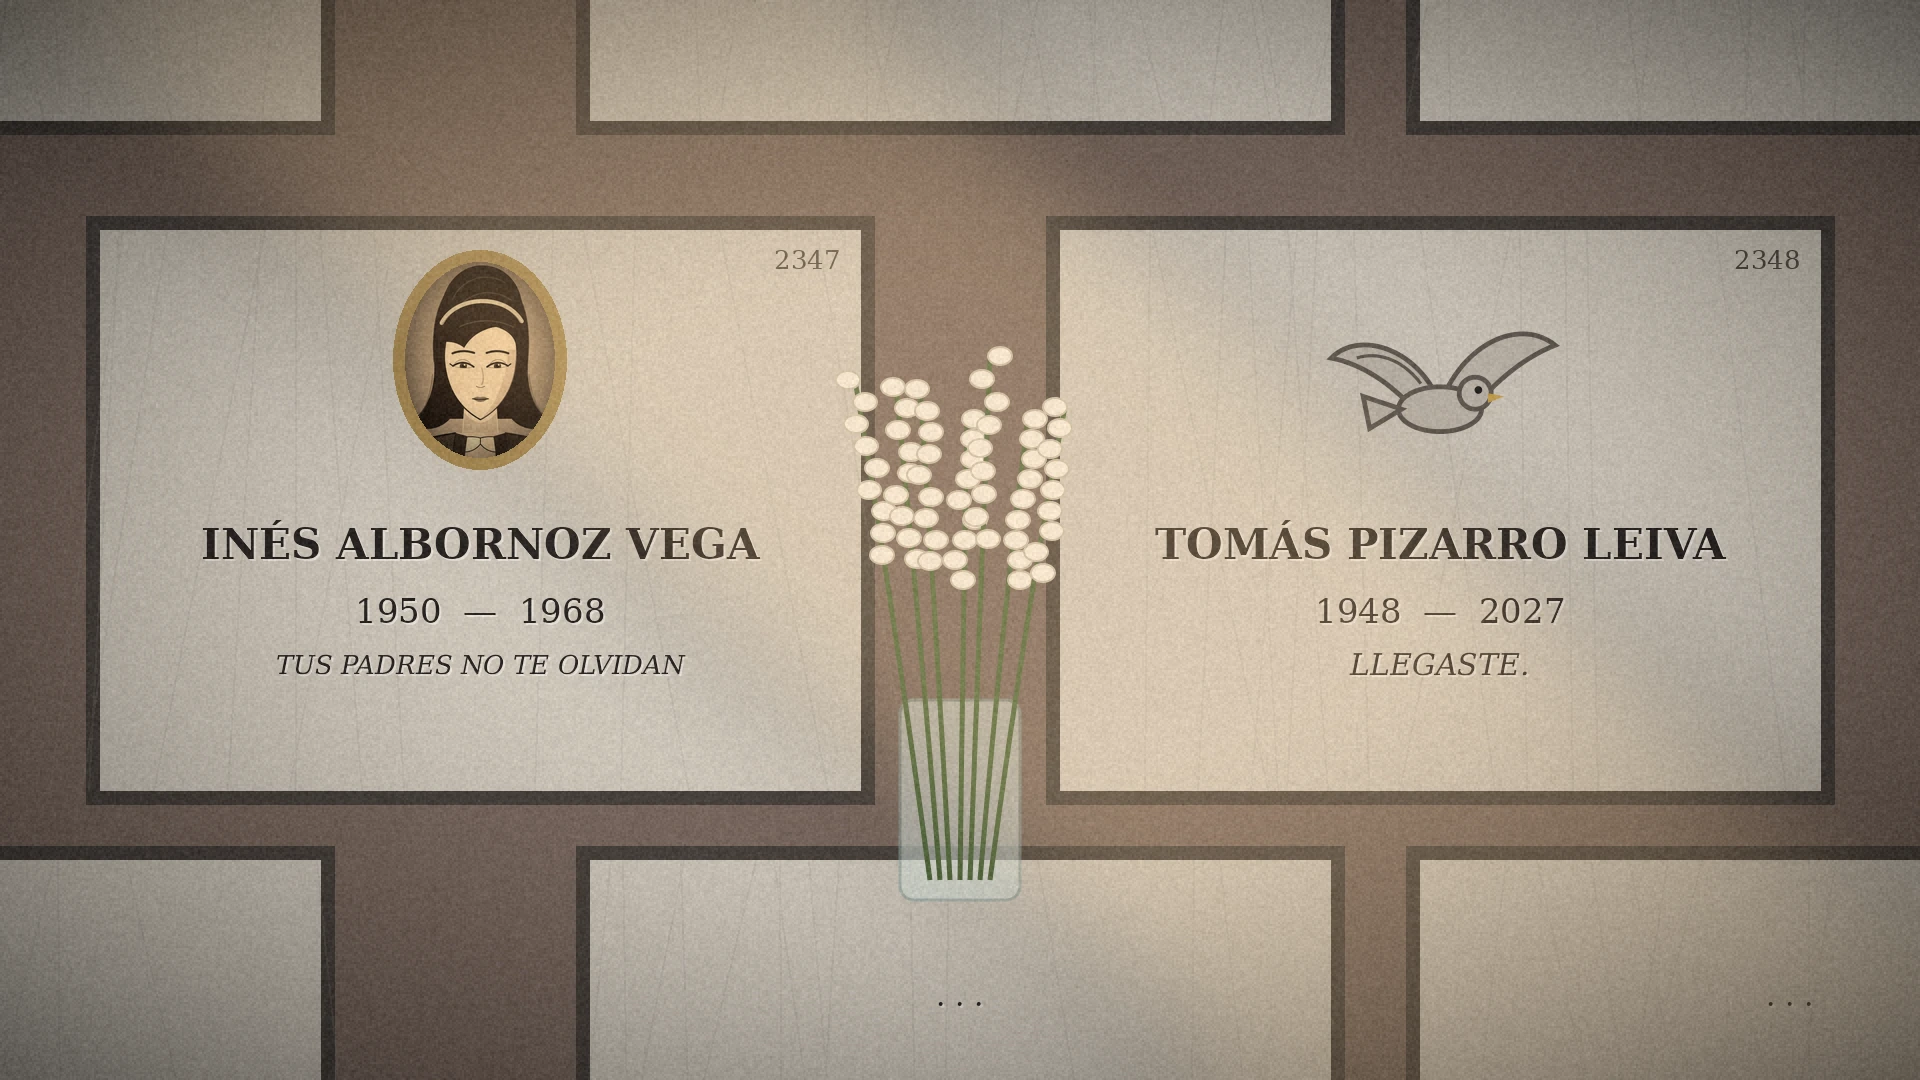 2347
INÉS ALBORNOZ VEGA
1950 — 1968
TUS PADRES NO TE OLVIDAN
2348
TOMÁS PIZARRO LEIVA
1948 — 2027
LLEGASTE.
...
...